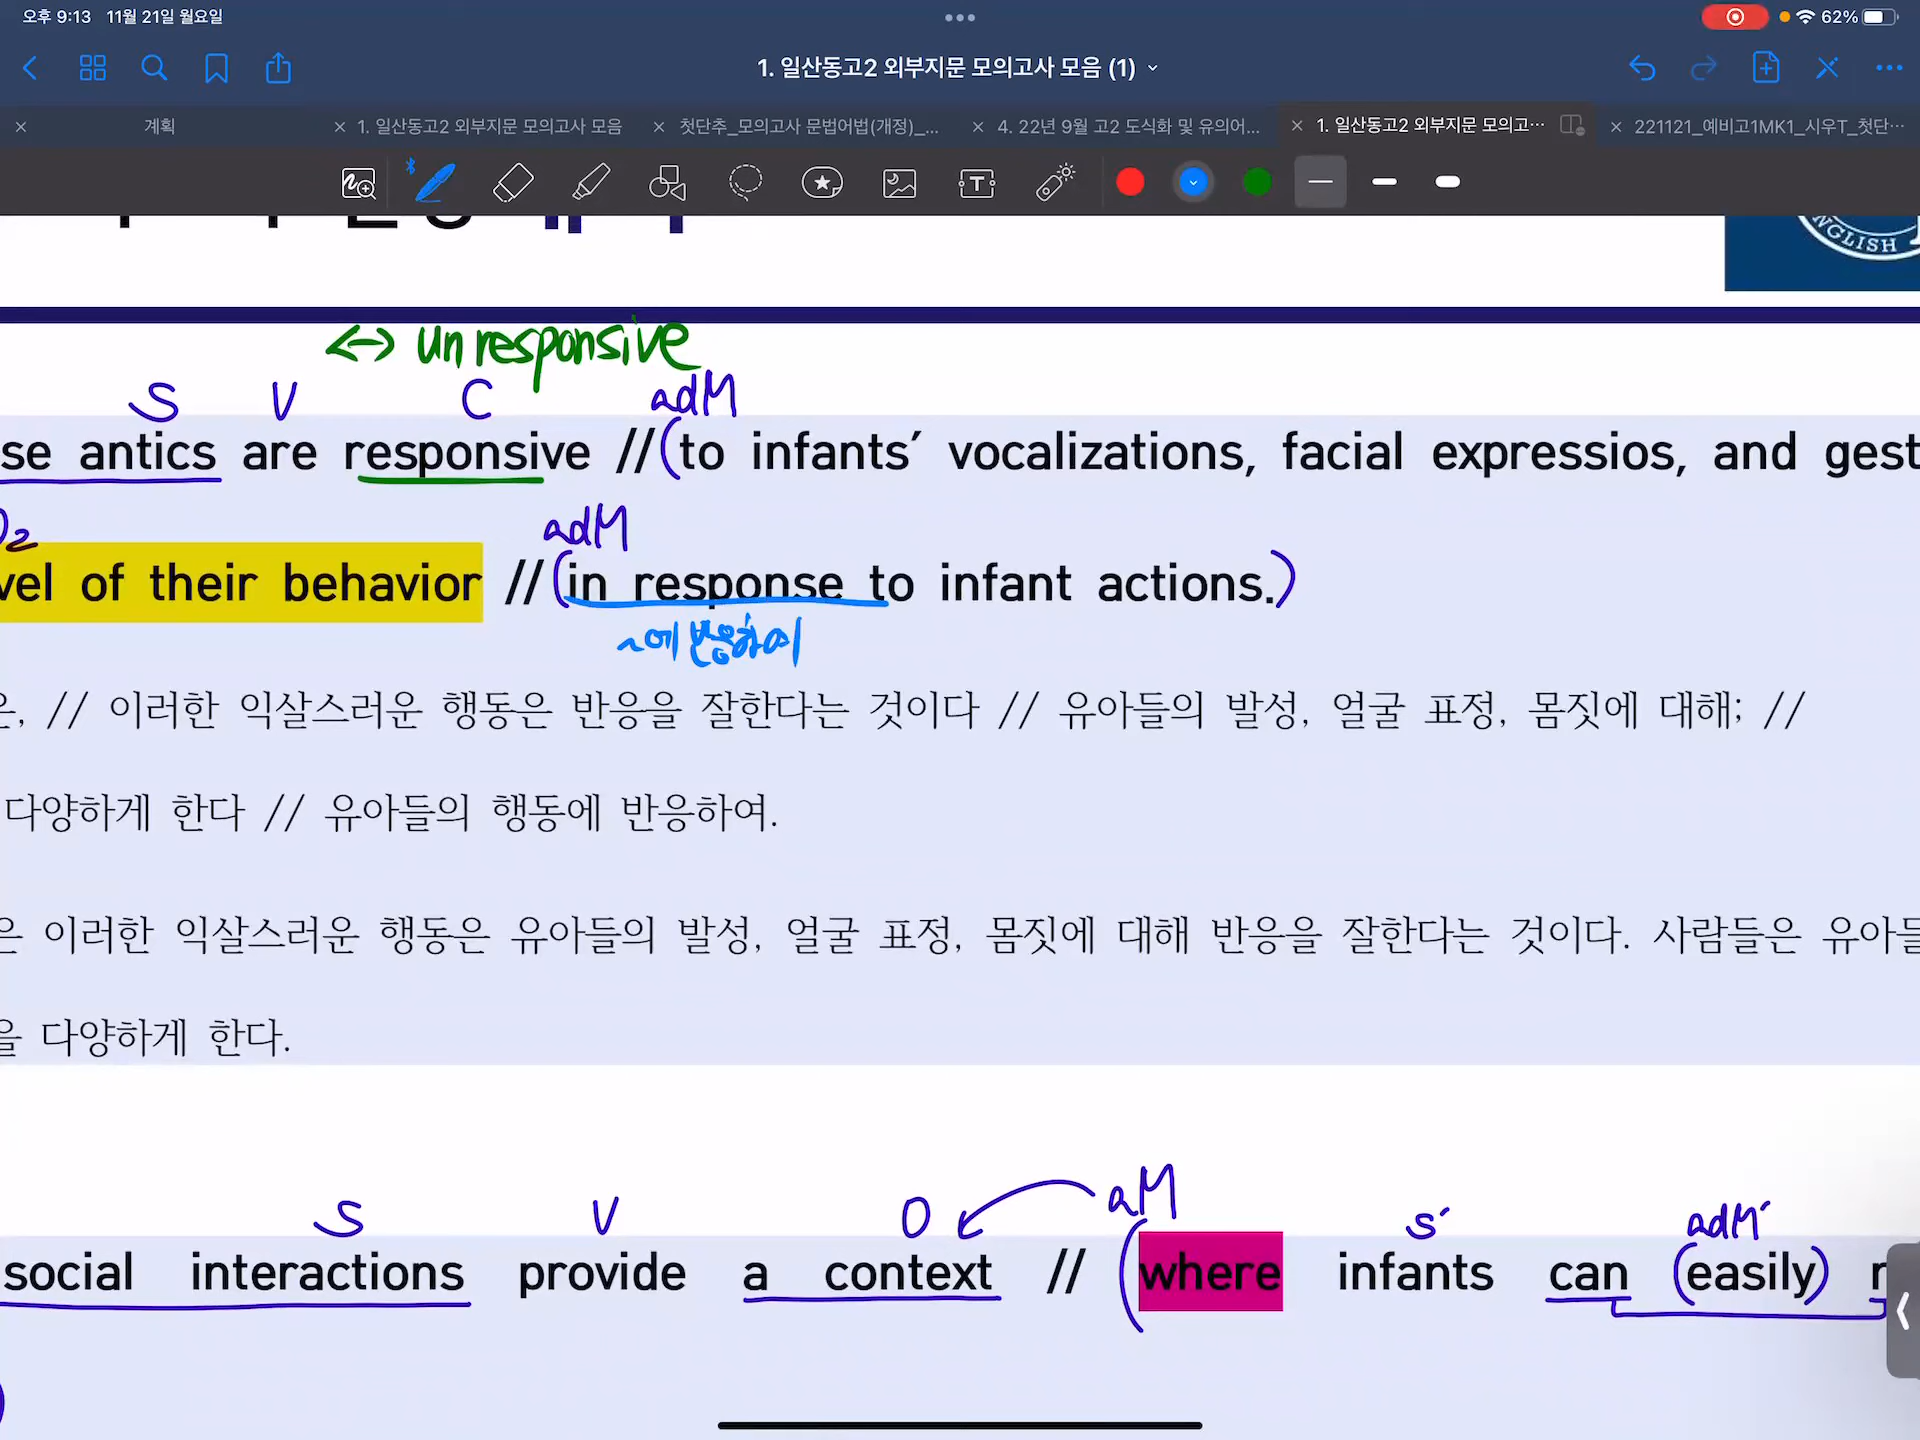 오후 9:13 11월 21일 월요일
62%
1. 일산동고2 외부지문 모의고사 모음 (1)
계획
1. 일산동고2 외부지문 모의고사 모음
첫단추_모의고사 문법어법(개정)_...
4. 22년 9월 고2 도식화 및 유의어...
1. 일산동고2 외부지문 모의고...
221121_예비고1MK1_시우T_첫단...
NGLISH
↔ unresponsive
S V C adM
se antics are responsive // (to infants′ vocalizations, facial expressios, and gest
adM
vel of their behavior // (in response to infant actions.)
~에 반응하여
은, // 이러한 익살스러운 행동은 반응을 잘한다는 것이다 // 유아들의 발성, 얼굴 표정, 몸짓에 대해; //
다양하게 한다 // 유아들의 행동에 반응하여.
은 이러한 익살스러운 행동은 유아들의 발성, 얼굴 표정, 몸짓에 대해 반응을 잘한다는 것이다. 사람들은 유아들
을 다양하게 한다.
S V O aM s′ adM′
social interactions provide a context // (where infants can (easily) r